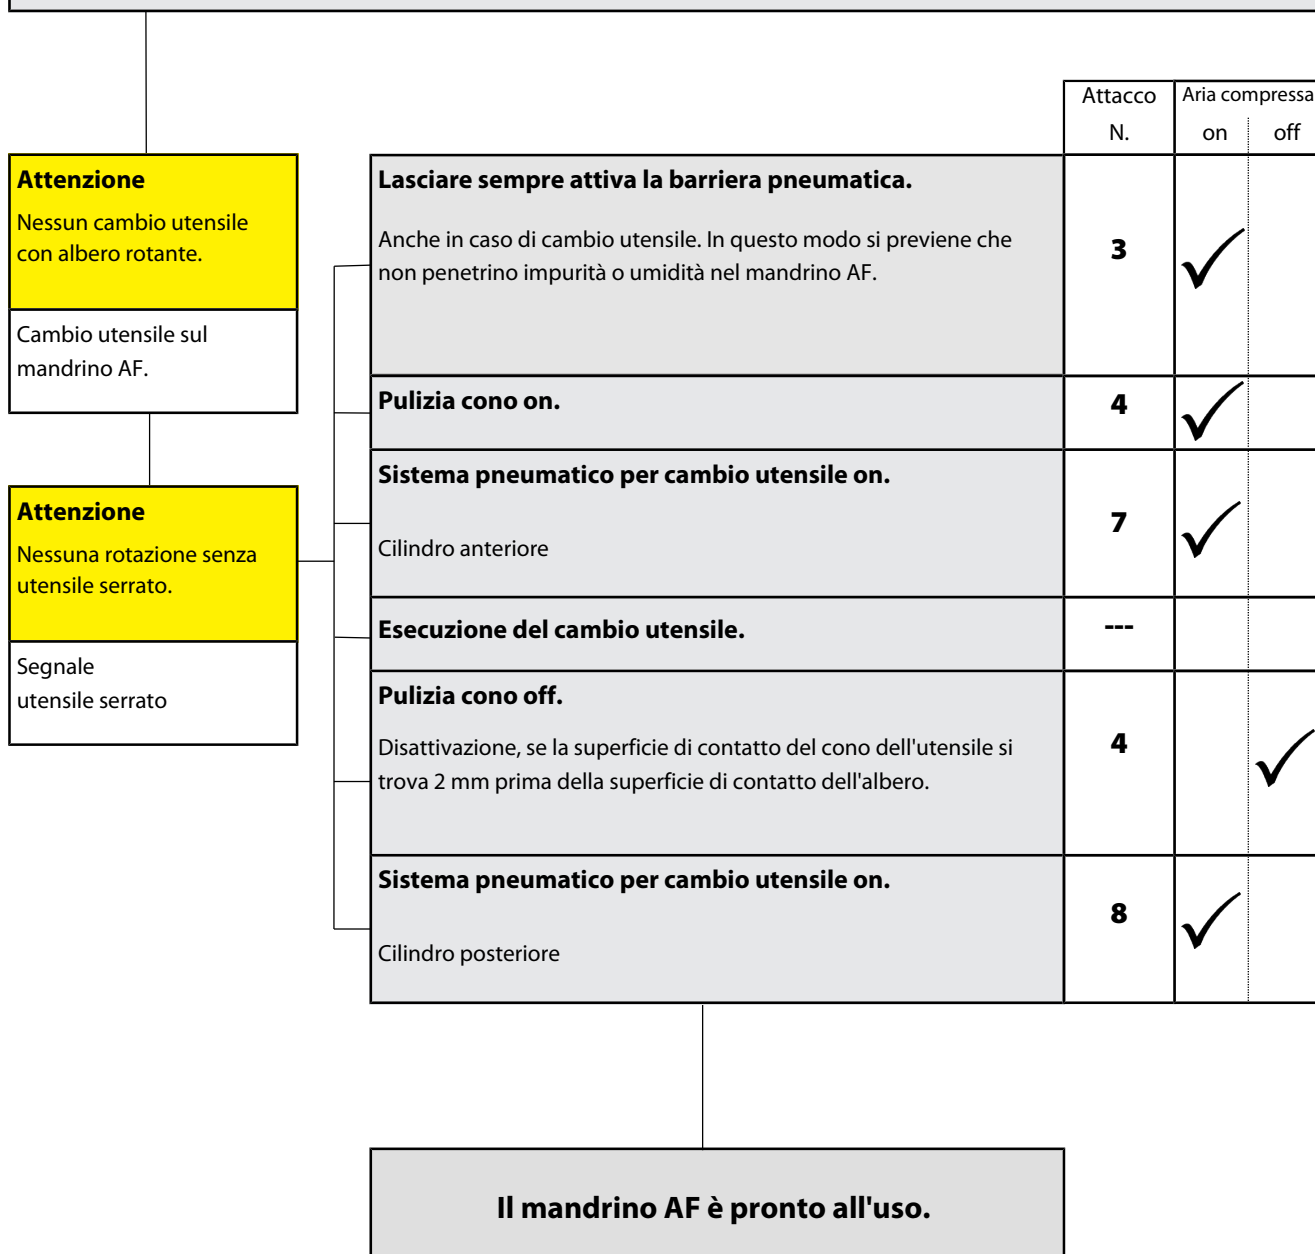 Attacco
Aria compressa
N.
on
off
Attenzione
Nessun cambio utensile
con albero rotante.
Cambio utensile sul
mandrino AF.
Attenzione
Nessuna rotazione senza
utensile serrato.
Segnale
utensile serrato
Lasciare sempre attiva la barriera pneumatica.
Anche in caso di cambio utensile. In questo modo si previene che
non penetrino impurità o umidità nel mandrino AF.
3
Pulizia cono on.
4
Sistema pneumatico per cambio utensile on.
Cilindro anteriore
7
Esecuzione del cambio utensile.
---
Pulizia cono off.
Disattivazione, se la superficie di contatto del cono dell'utensile si
trova 2 mm prima della superficie di contatto dell'albero.
4
Sistema pneumatico per cambio utensile on.
Cilindro posteriore
8
Il mandrino AF è pronto all'uso.